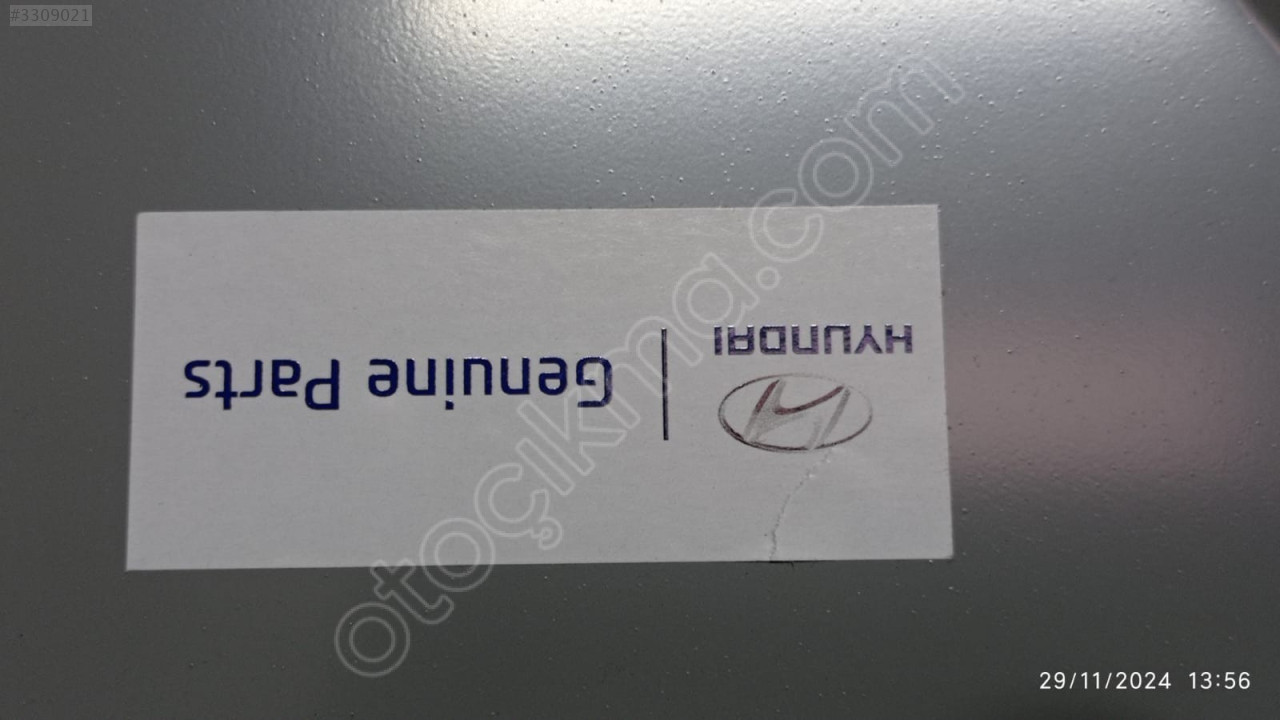 #3309021
HYUNDAI
Genuine Parts
otoçıkma.com
29/11/2024 13:56